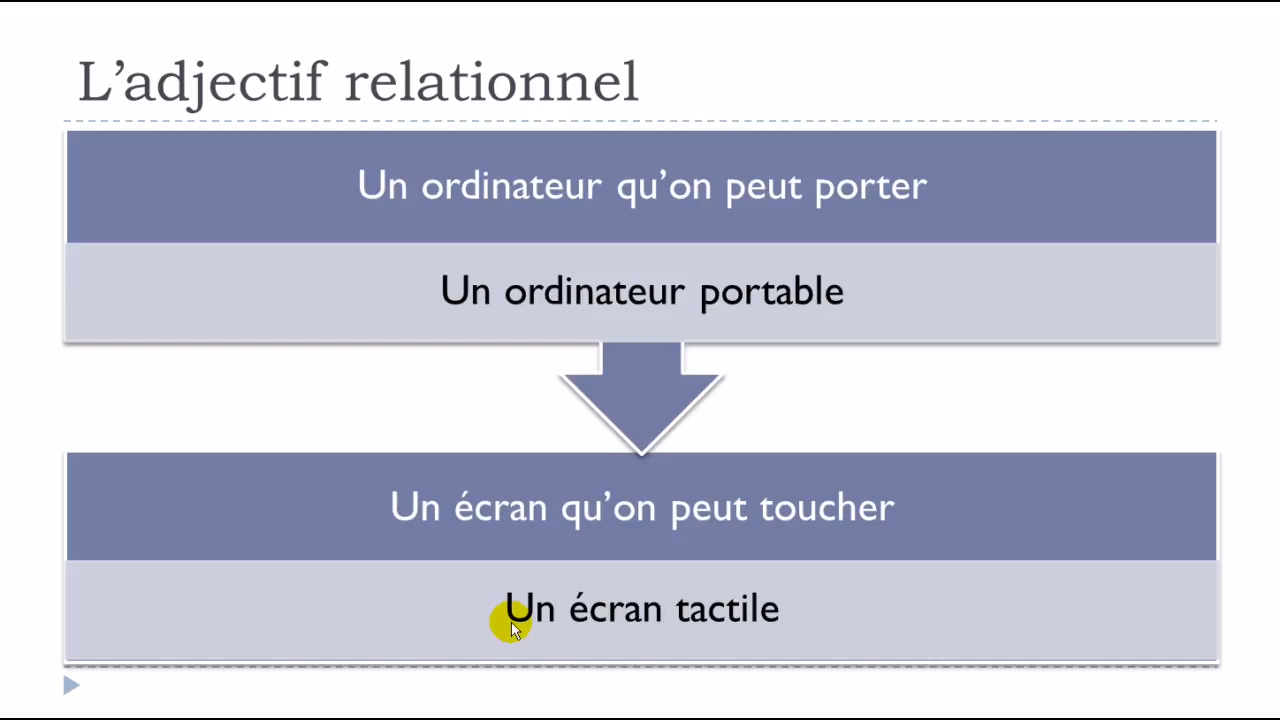 L’adjectif relationnel
Un ordinateur qu’on peut porter
Un ordinateur portable
Un écran qu’on peut toucher
Un écran tactile